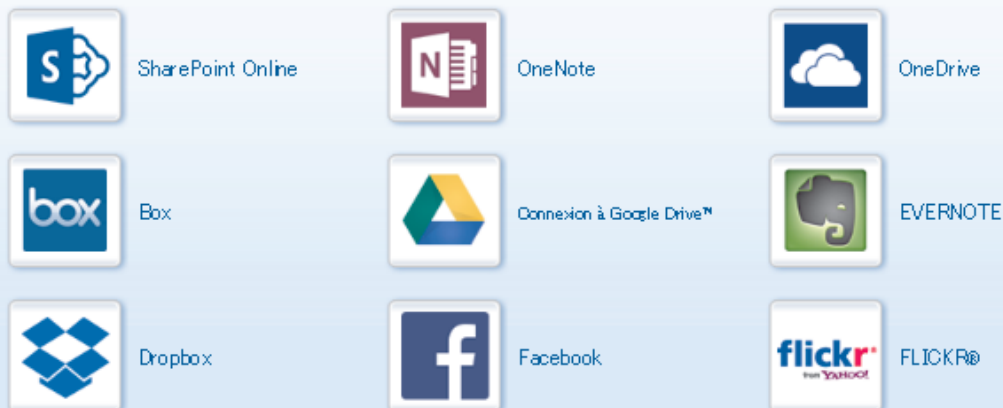 S SharePoint Online
N OneNote
OneDrive
box Box
Connexion à Google Drive™
EVERNOTE
Dropbox
f Facebook
flickr FLICKR®
from YAHOO!